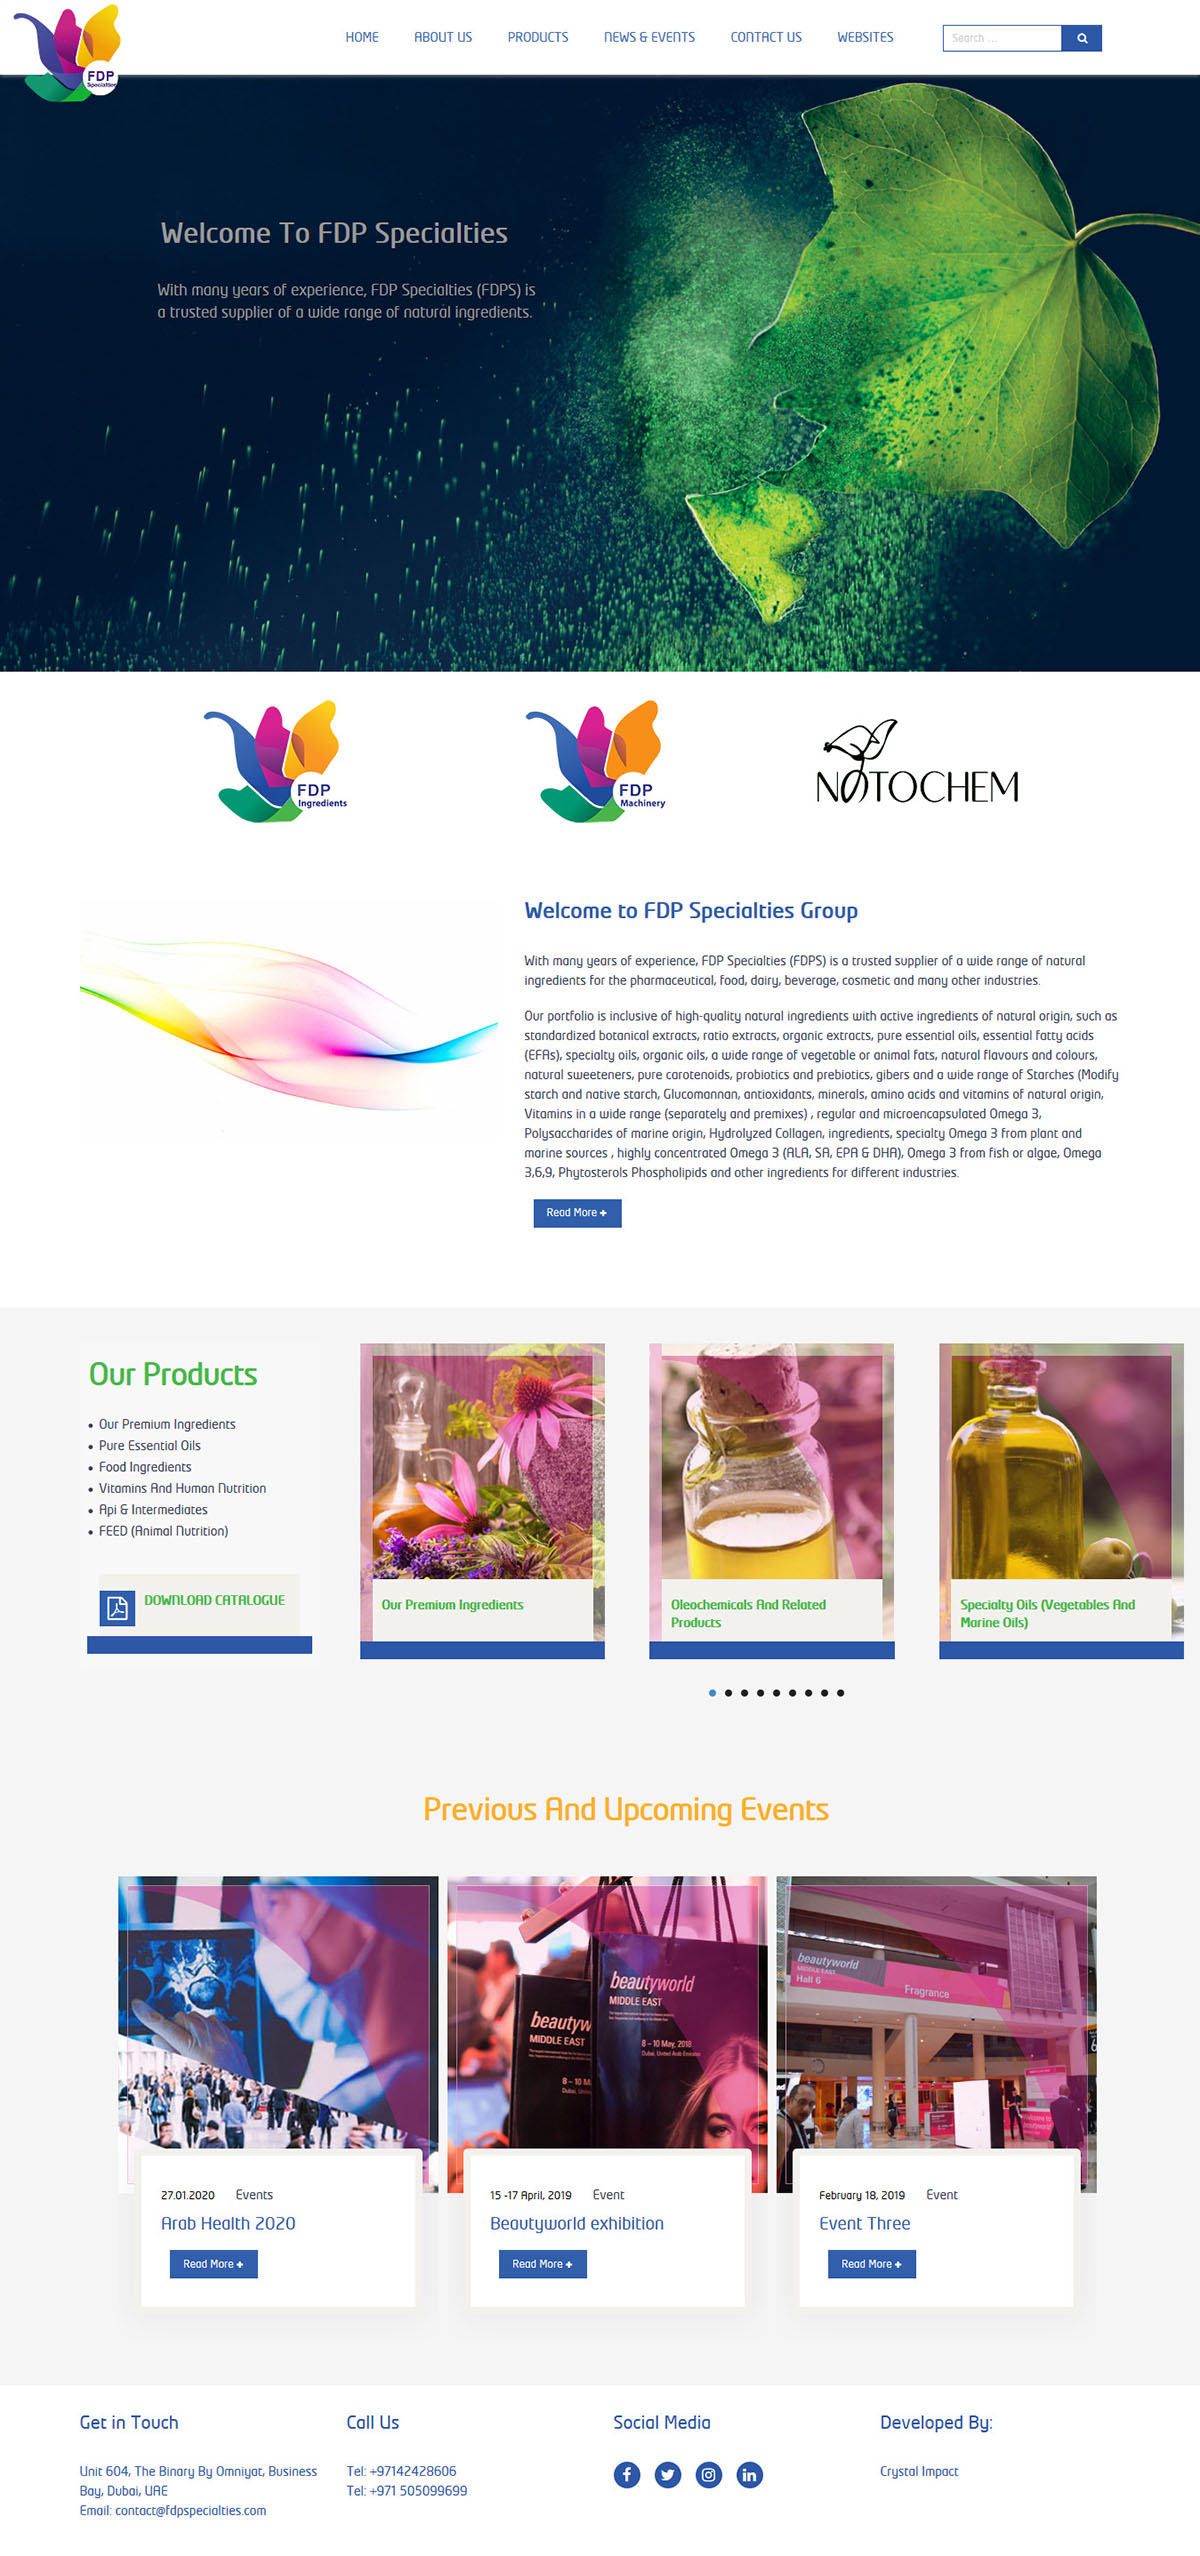 FDP
Specialties
HOME ABOUT US PRODUCTS NEWS & EVENTS CONTACT US WEBSITES
Search ...
Welcome To FDP Specialties
With many years of experience, FDP Specialties (FDPS) is
a trusted supplier of a wide range of natural ingredients.
FDP
Ingredients
FDP
Machinery
NOTOCHEM
Welcome to FDP Specialties Group
With many years of experience, FDP Specialties (FDPS) is a trusted supplier of a wide range of natural
ingredients for the pharmaceutical, food, dairy, beverage, cosmetic and many other industries.
Our portfolio is inclusive of high-quality natural ingredients with active ingredients of natural origin, such as
standardized botanical extracts, ratio extracts, organic extracts, pure essential oils, essential fatty acids
(EFAs), specialty oils, organic oils, a wide range of vegetable or animal fats, natural flavours and colours,
natural sweeteners, pure carotenoids, probiotics and prebiotics, gibers and a wide range of Starches (Modify
starch and native starch, Glucomannan, antioxidants, minerals, amino acids and vitamins of natural origin,
Vitamins in a wide range (separately and premixes) , regular and microencapsulated Omega 3,
Polysaccharides of marine origin, Hydrolyzed Collagen, ingredients, specialty Omega 3 from plant and
marine sources , highly concentrated Omega 3 (ALA, SA, EPA & DHA), Omega 3 from fish or algae, Omega
3,6,9, Phytosterols Phospholipids and other ingredients for different industries.
Read More +
Our Products
• Our Premium Ingredients
• Pure Essential Oils
• Food Ingredients
• Vitamins And Human Nutrition
• Api & Intermediates
• FEED (Animal Nutrition)
DOWNLOAD CATALOGUE
Our Premium Ingredients
Oleochemicals And Related
Products
Specialty Oils (Vegetables And
Marine Oils)
Previous And Upcoming Events
beautyw
MIDDLE EAST
8 – 10 M
beautyworld
MIDDLE EAST
8 – 10 May, 2018
Dubai, United Arab Emirates
beautyworld
MIDDLE EAST
Hall 6
Fragrance
Welcome to
beautyworld
27.01.2020 Events
Arab Health 2020
Read More +
15 -17 April, 2019 Event
Beautyworld exhibition
Read More +
February 18, 2019 Event
Event Three
Read More +
Get in Touch
Unit 604, The Binary By Omniyat, Business
Bay, Dubai, UAE
Email: contact@fdpspecialties.com
Call Us
Tel: +97142428606
Tel: +971 505099699
Social Media
Developed By:
Crystal Impact